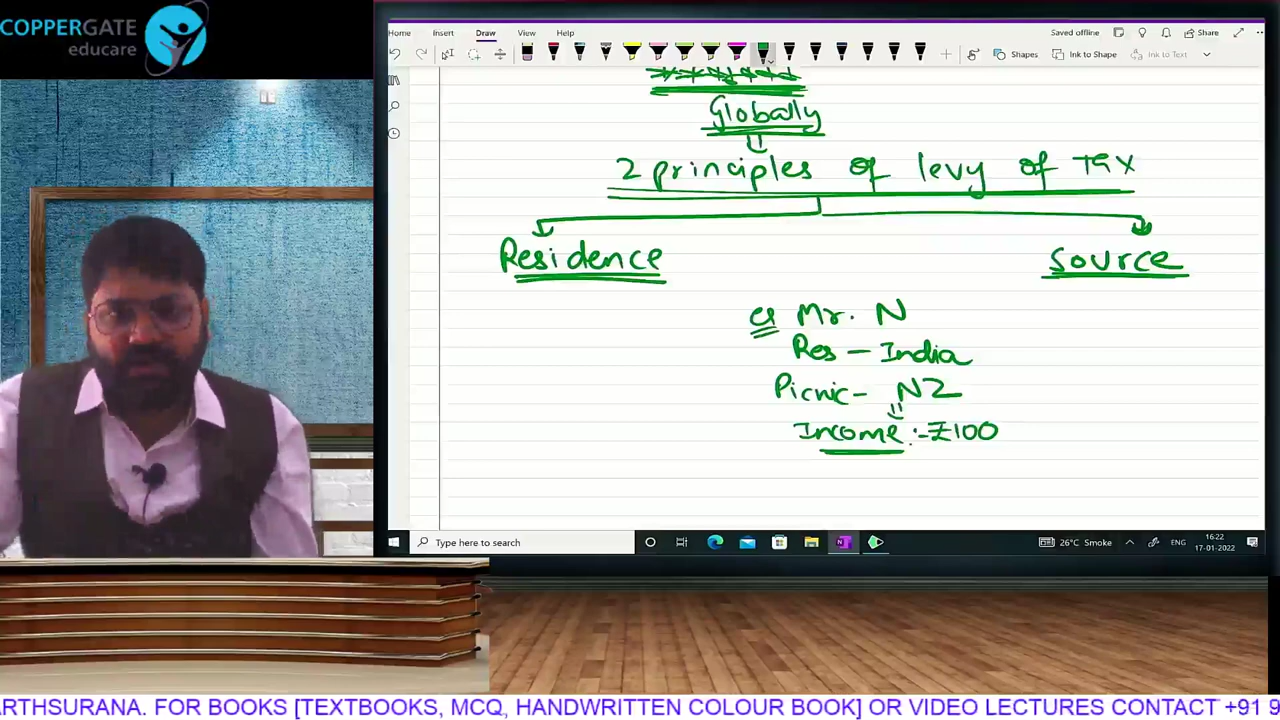 COPPERGATE
educare
Home Insert Draw View Help
Saved offline
Share
Shapes
Ink to Shape
Ink to Text
Globally
2 principles of levy of Tax
Residence
Source
eg Mr. N
Res - India
Picnic - NZ
Income :- ₹100
Type here to search
26°C Smoke
ENG
16:22
17-01-2022
ARTHSURANA. FOR BOOKS [TEXTBOOKS, MCQ, HANDWRITTEN COLOUR BOOK] OR VIDEO LECTURES CONTACT +91 9